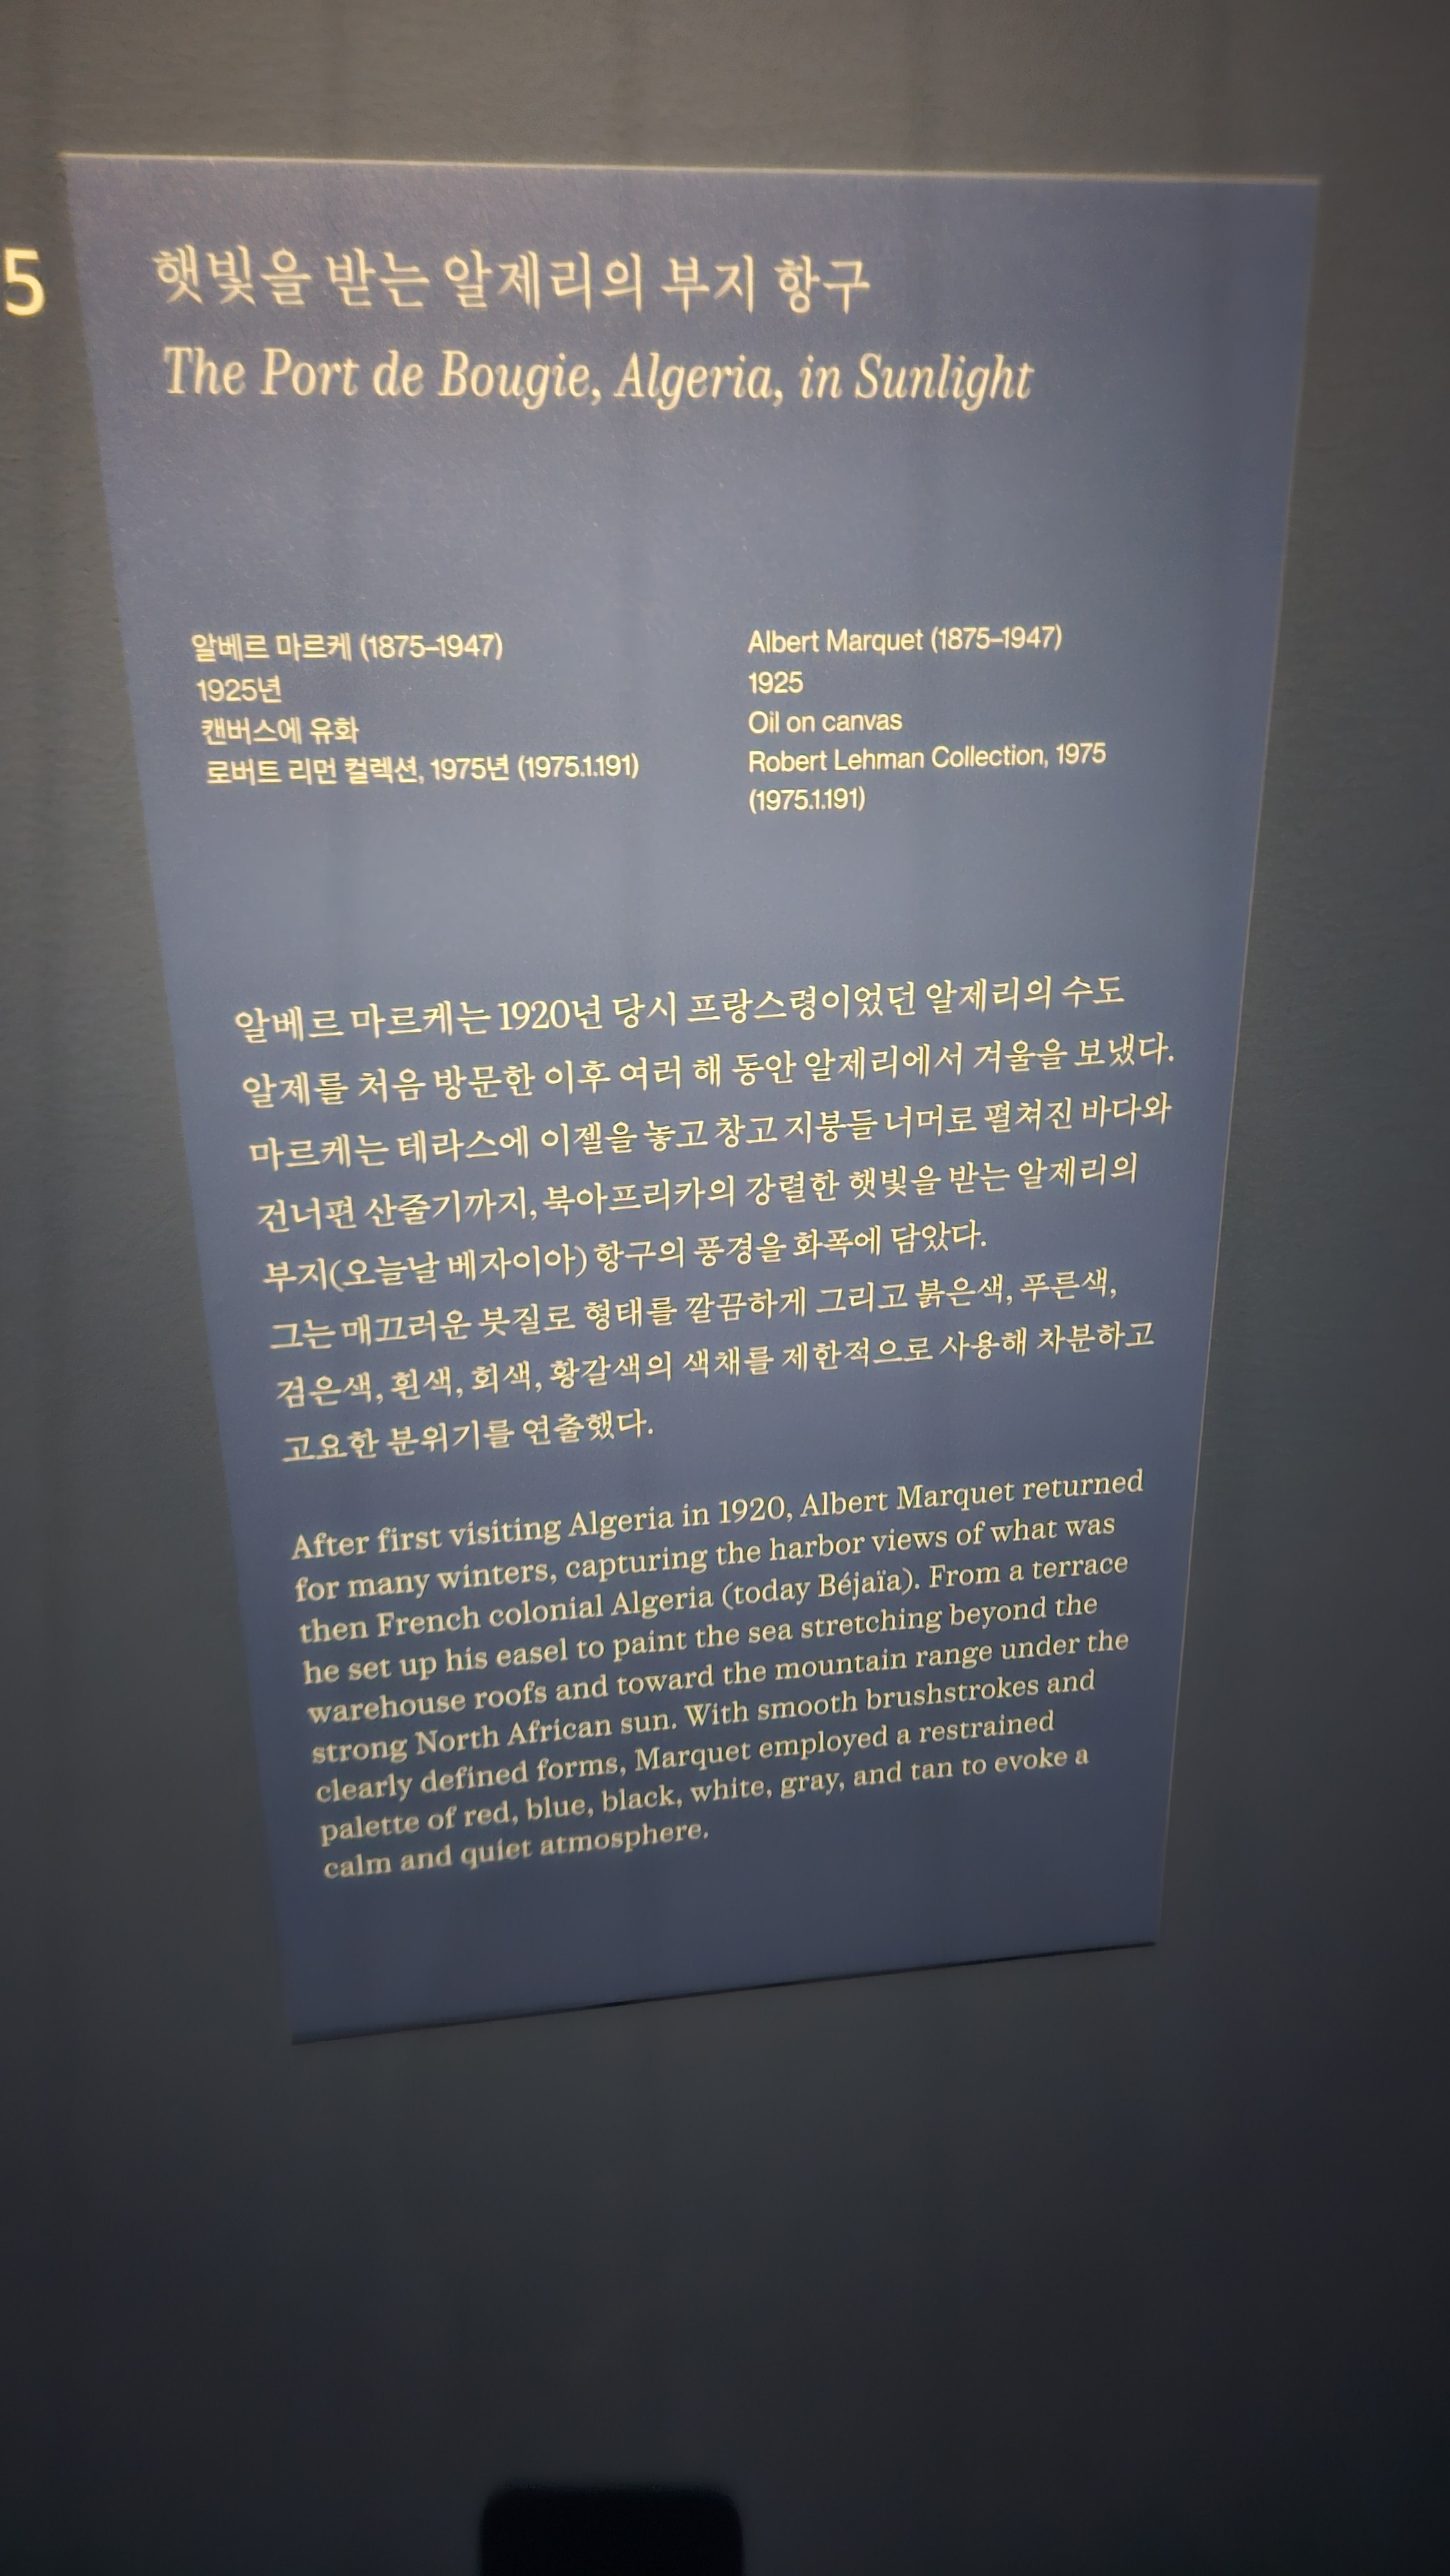 5
햇빛을 받는 알제리의 부지 항구
The Port de Bougie, Algeria, in Sunlight
알베르 마르케 (1875–1947)
1925년
캔버스에 유화
로버트 리먼 컬렉션, 1975년 (1975.1.191)
Albert Marquet (1875–1947)
1925
Oil on canvas
Robert Lehman Collection, 1975
(1975.1.191)
알베르 마르케는 1920년 당시 프랑스령이었던 알제리의 수도
알제를 처음 방문한 이후 여러 해 동안 알제리에서 겨울을 보냈다.
마르케는 테라스에 이젤을 놓고 창고 지붕들 너머로 펼쳐진 바다와
건너편 산줄기까지, 북아프리카의 강렬한 햇빛을 받는 알제리의
부지(오늘날 베자이아) 항구의 풍경을 화폭에 담았다.
그는 매끄러운 붓질로 형태를 깔끔하게 그리고 붉은색, 푸른색,
검은색, 흰색, 회색, 황갈색의 색채를 제한적으로 사용해 차분하고
고요한 분위기를 연출했다.
After first visiting Algeria in 1920, Albert Marquet returned
for many winters, capturing the harbor views of what was
then French colonial Algeria (today Béjaïa). From a terrace
he set up his easel to paint the sea stretching beyond the
warehouse roofs and toward the mountain range under the
strong North African sun. With smooth brushstrokes and
clearly defined forms, Marquet employed a restrained
palette of red, blue, black, white, gray, and tan to evoke a
calm and quiet atmosphere.